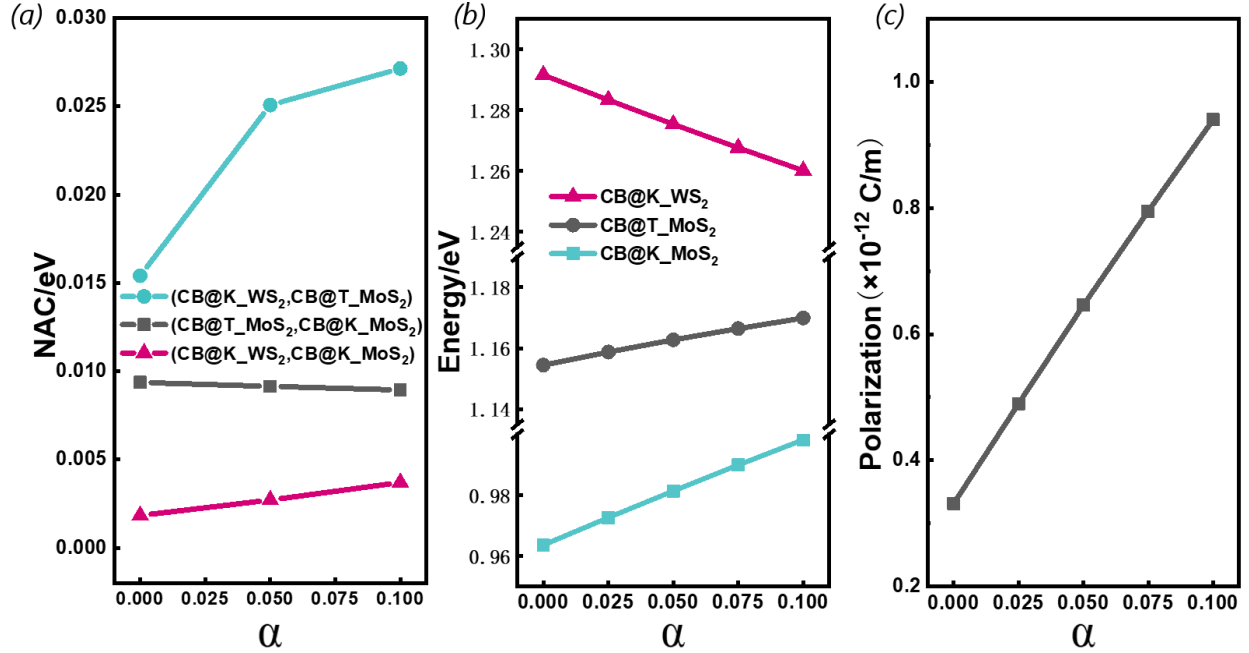 (a)
NAC/eV
0.030
0.025
0.020
0.015
0.010
0.005
0.000
(CB@K_WS₂,CB@T_MoS₂)
(CB@T_MoS₂,CB@K_MoS₂)
(CB@K_WS₂,CB@K_MoS₂)
0.000 0.025 0.050 0.075 0.100
α
(b)
Energy/eV
1.30
1.28
1.26
1.24
1.18
1.16
1.14
0.98
0.96
CB@K_WS₂
CB@T_MoS₂
CB@K_MoS₂
0.000 0.025 0.050 0.075 0.100
α
(c)
Polarization (×10⁻¹² C/m)
1.0
0.8
0.6
0.4
0.2
0.000 0.025 0.050 0.075 0.100
α